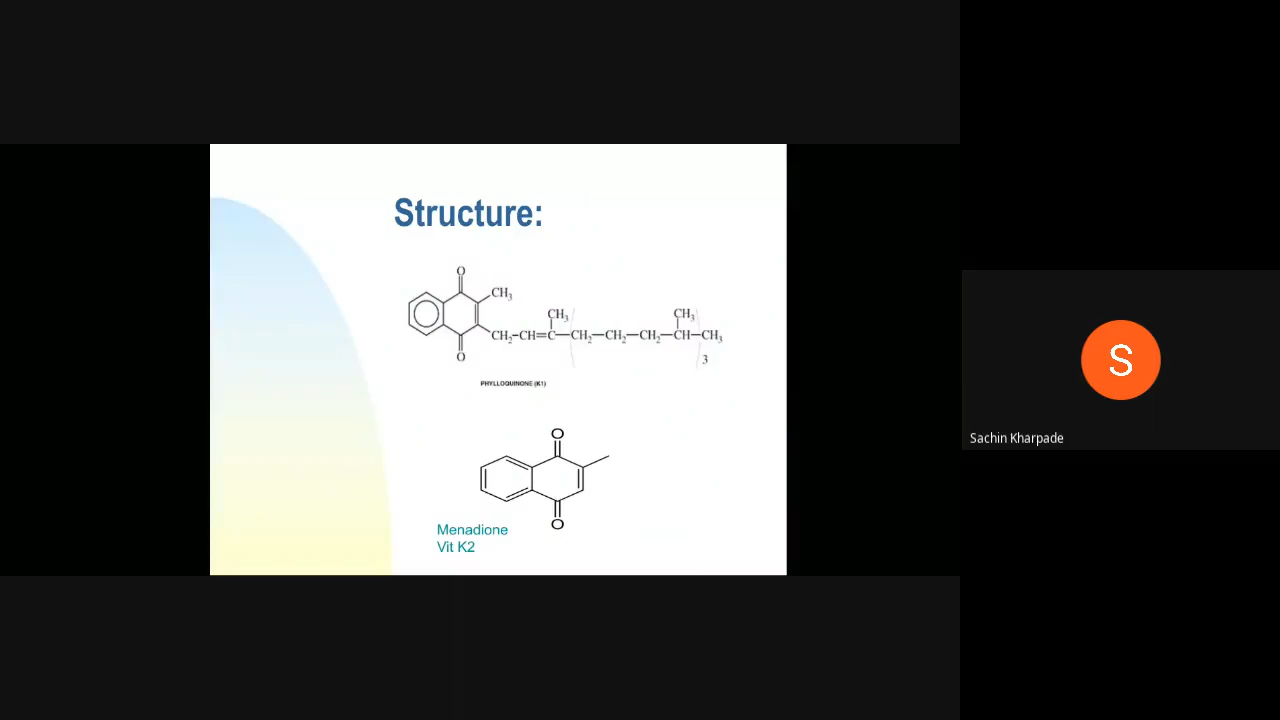 Structure:
O
CH₃
CH₃
CH₃
CH₂—CH=C—CH₂—CH₂—CH₂—CH—CH₃
O
3
PHYLLOQUINONE (K1)
O
O
Menadione
Vit K2
S
Sachin Kharpade